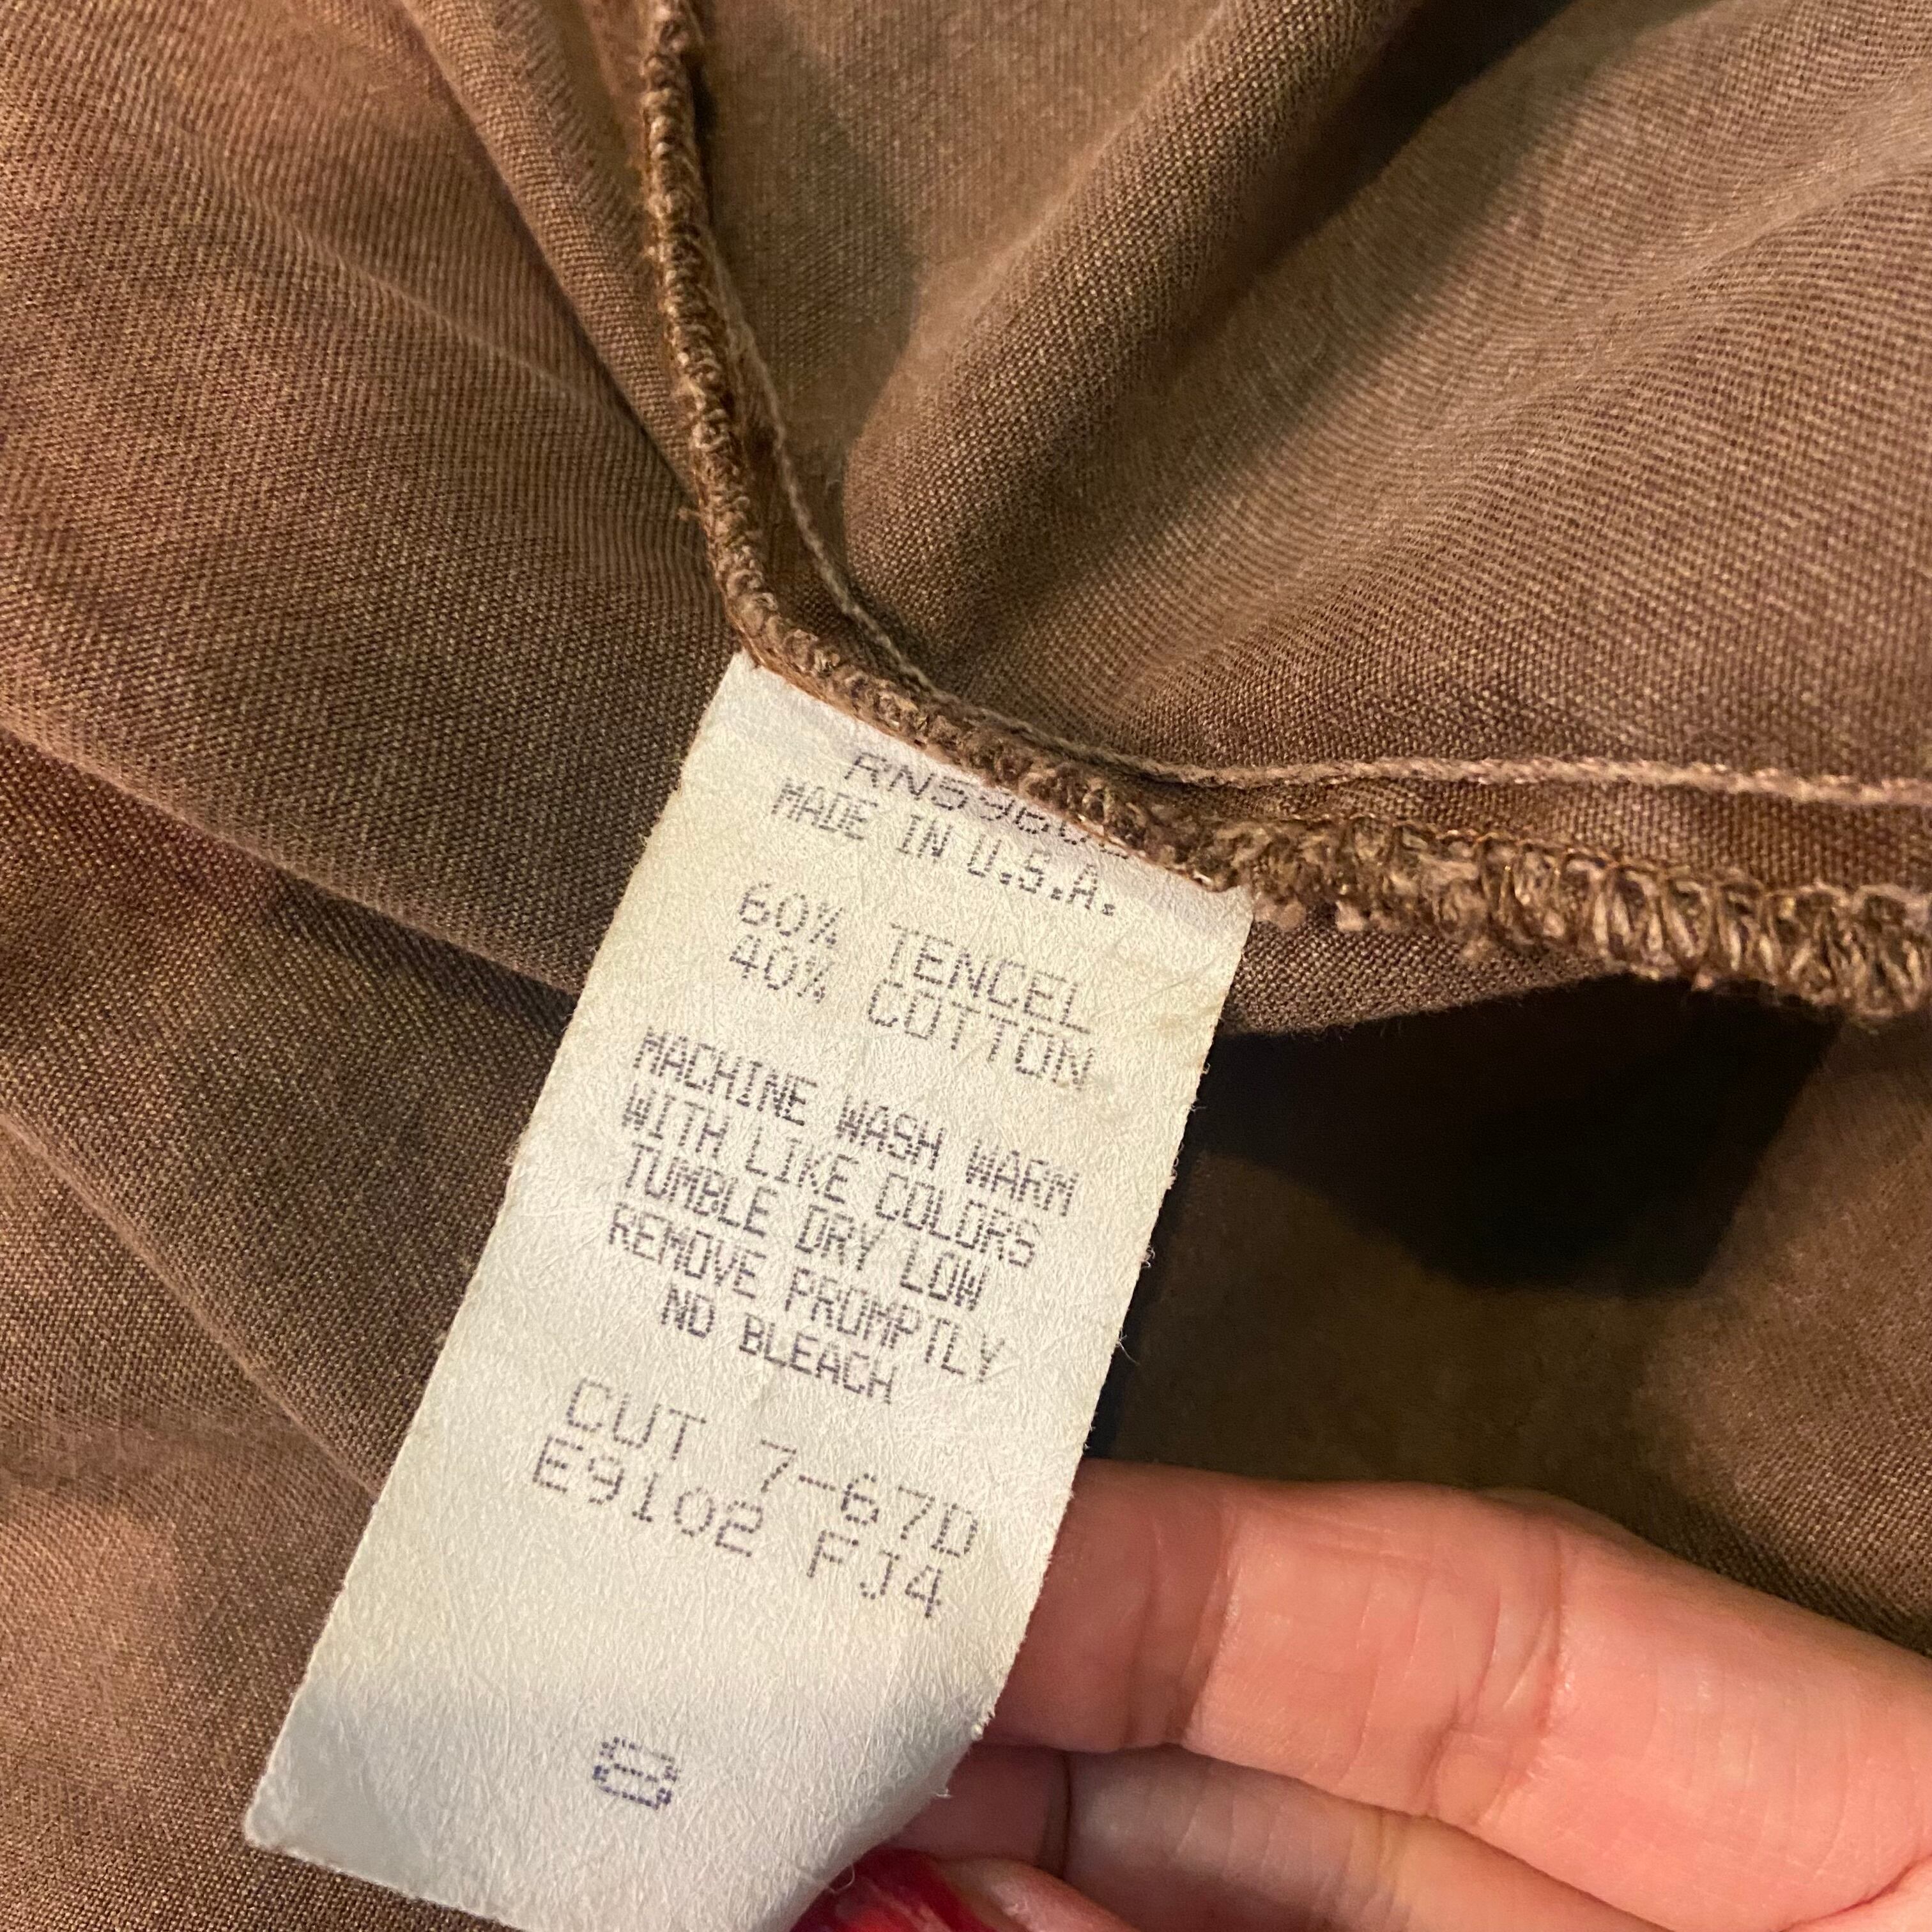 MADE IN U.S.A.
60% TENCEL
40% COTTON
MACHINE WASH WARM
WITH LIKE COLORS
TUMBLE DRY LOW
REMOVE PROMPTLY
NO BLEACH
CUT 7-67D
E9102 FJ4
8